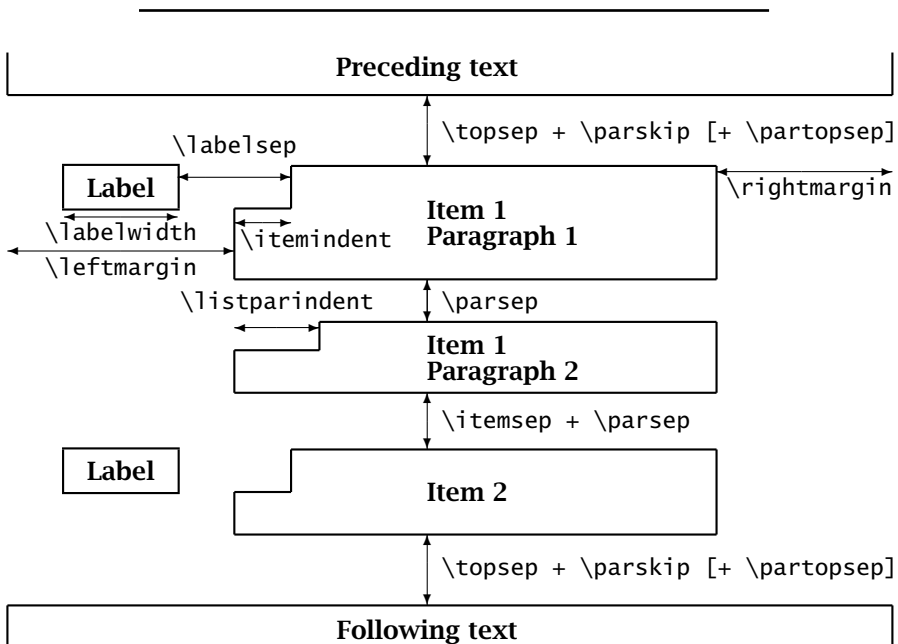 Preceding text
\topsep + \parskip [+ \partopsep]
\labelsep
Label
\rightmargin
Item 1
Paragraph 1
\labelwidth
\itemindent
\leftmargin
\listparindent
\parsep
Item 1
Paragraph 2
\itemsep + \parsep
Label
Item 2
\topsep + \parskip [+ \partopsep]
Following text